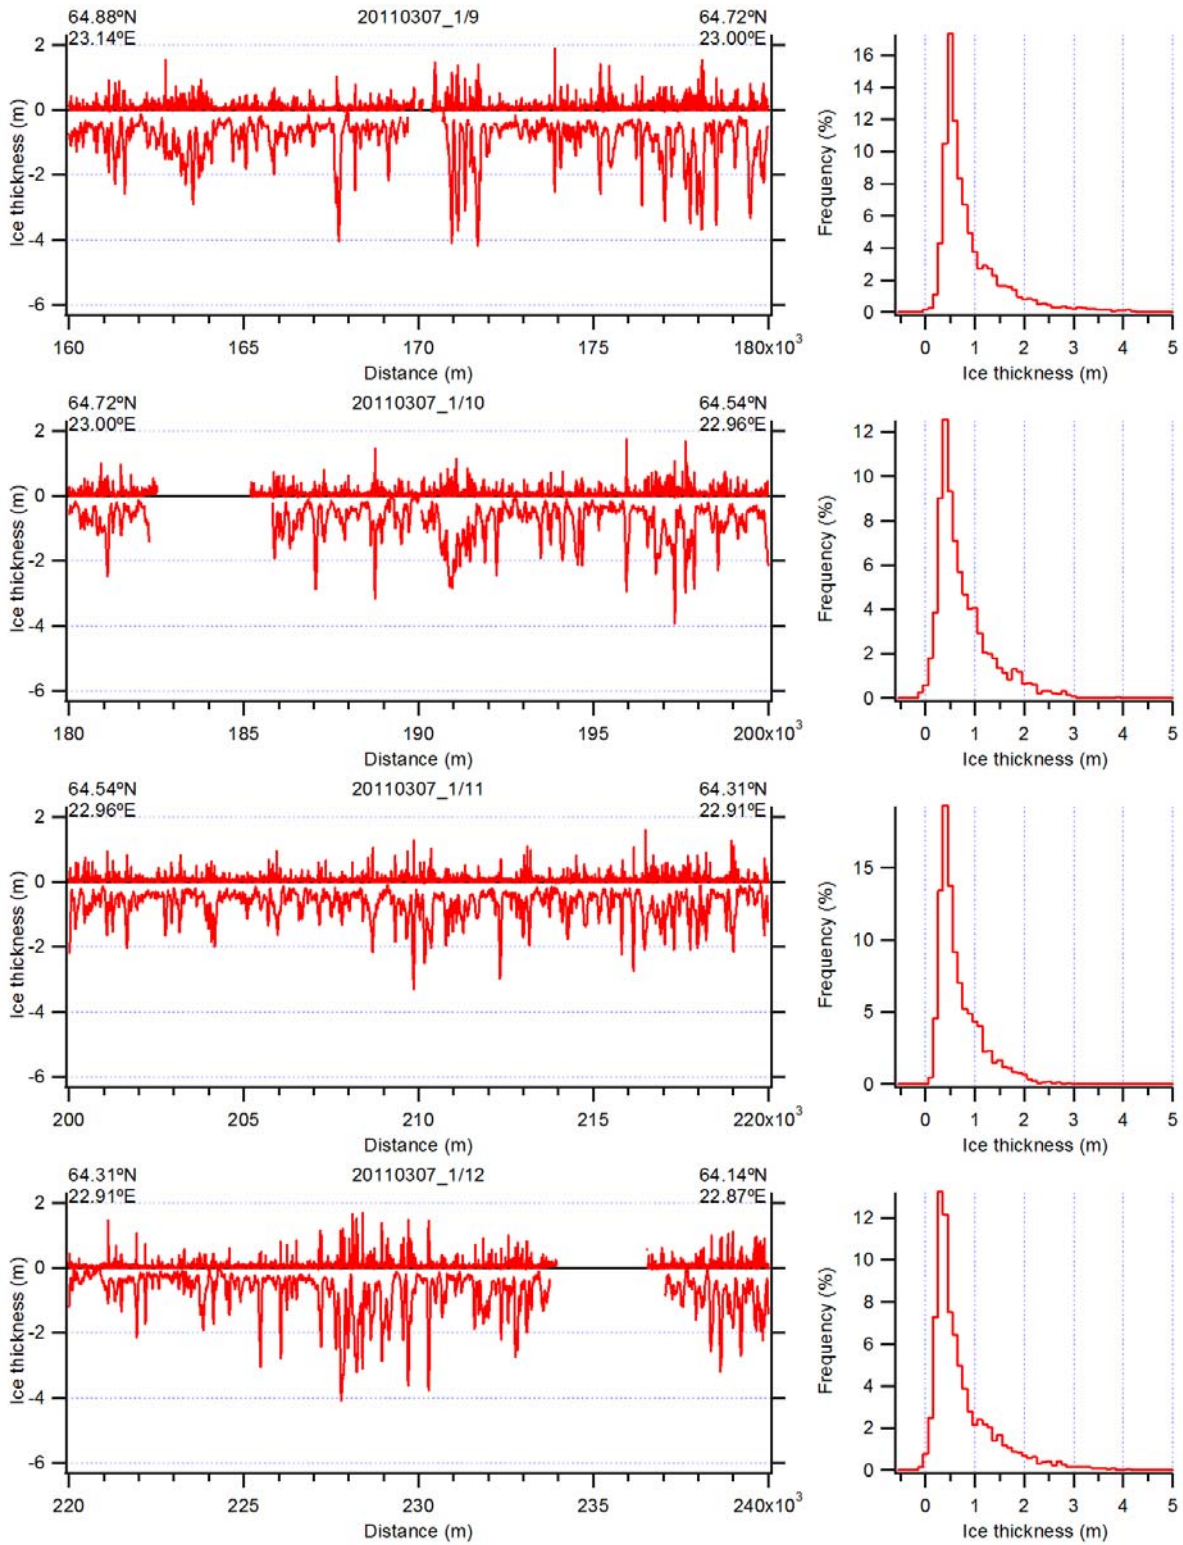 64.88ºN 20110307_1/9 64.72ºN
23.14ºE 23.00ºE
Ice thickness (m)
2
0
-2
-4
-6
160 165 170 175 180x10³
Distance (m)
Frequency (%)
16
14
12
10
8
6
4
2
0
0 1 2 3 4 5
Ice thickness (m)
64.72ºN 20110307_1/10 64.54ºN
23.00ºE 22.96ºE
Ice thickness (m)
2
0
-2
-4
-6
180 185 190 195 200x10³
Distance (m)
Frequency (%)
12
10
8
6
4
2
0
0 1 2 3 4 5
Ice thickness (m)
64.54ºN 20110307_1/11 64.31ºN
22.96ºE 22.91ºE
Ice thickness (m)
2
0
-2
-4
-6
200 205 210 215 220x10³
Distance (m)
Frequency (%)
15
10
5
0
0 1 2 3 4 5
Ice thickness (m)
64.31ºN 20110307_1/12 64.14ºN
22.91ºE 22.87ºE
Ice thickness (m)
2
0
-2
-4
-6
220 225 230 235 240x10³
Distance (m)
Frequency (%)
12
10
8
6
4
2
0
0 1 2 3 4 5
Ice thickness (m)